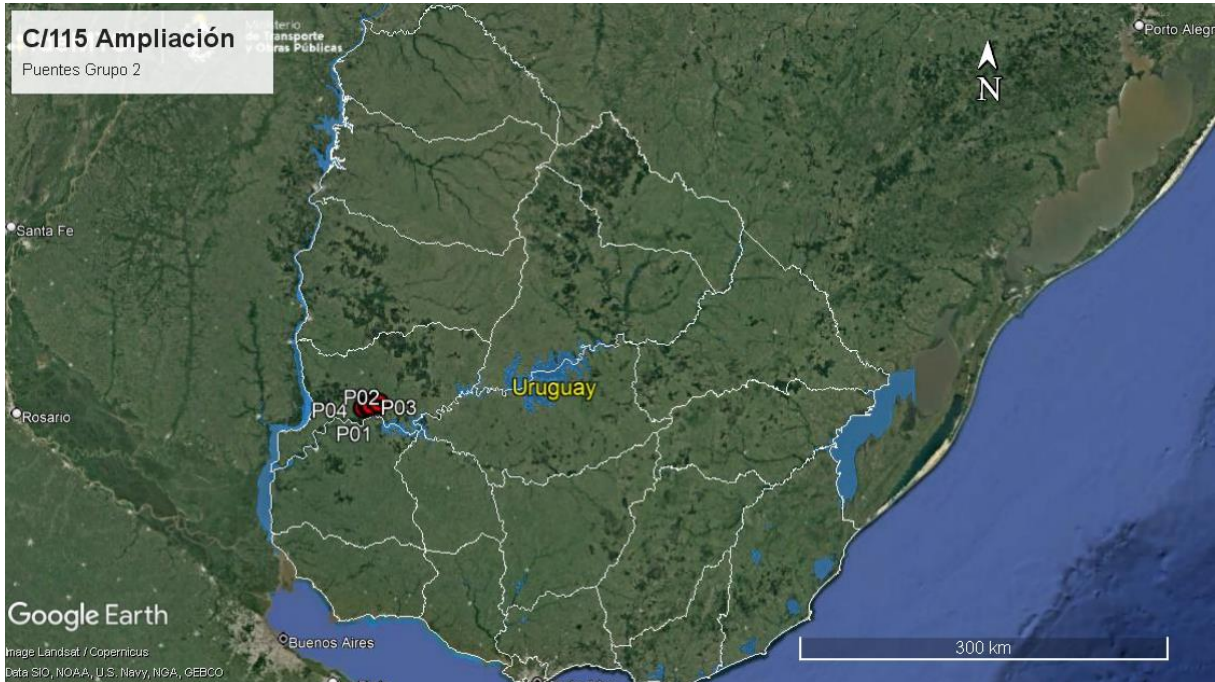 C/115 Ampliación
Puentes Grupo 2
Ministerio
de Transporte
y Obras Públicas
N
Porto Alegr
Santa Fe
Uruguay
P02
P04
P03
P01
Rosario
Google Earth
Buenos Aires
300 km
Image Landsat / Copernicus
Data SIO, NOAA, U.S. Navy, NGA, GEBCO